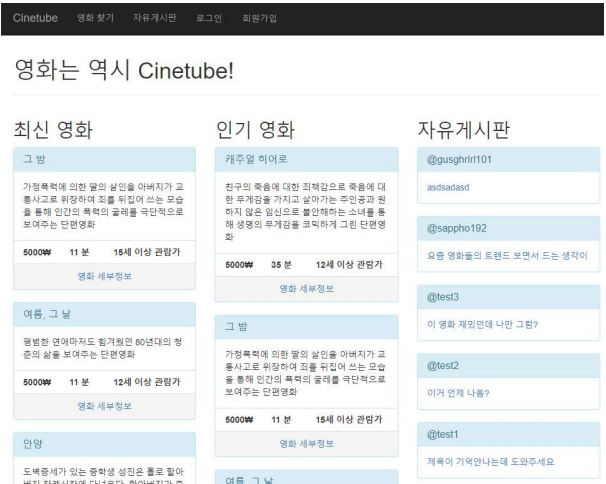 Cinetube 영화 찾기 자유게시판 로그인 회원가입
영화는 역시 Cinetube!
최신 영화
그 밤
가정폭력에 의한 딸의 살인을 아버지가 교
통사고로 위장하여 죄를 뒤집어 쓰는 모습
을 통해 인간의 폭력의 굴레를 극단적으로
보여주는 단편영화
5000₩ 11 분 15세 이상 관람가
영화 세부정보
여름, 그 날
평범한 연애마저도 힘겨웠던 80년대의 청
춘의 삶을 보여주는 단편영화
5000₩ 11 분 12세 이상 관람가
영화 세부정보
안양
도벽증세가 있는 중학생 성진은 홀로 할아
인기 영화
캐주얼 히어로
친구의 죽음에 대한 죄책감으로 죽음에 대
한 무게감을 가지고 살아가는 주인공과 원
하지 않은 임신으로 불안해하는 소녀를 통
해 생명의 무게감을 코믹하게 그린 단편영
화
5000₩ 35 분 12세 이상 관람가
영화 세부정보
그 밤
가정폭력에 의한 딸의 살인을 아버지가 교
통사고로 위장하여 죄를 뒤집어 쓰는 모습
을 통해 인간의 폭력의 굴레를 극단적으로
보여주는 단편영화
5000₩ 11 분 15세 이상 관람가
영화 세부정보
여름, 그 날
자유게시판
@gusghrlrl101
asdsadasd
@sappho192
요즘 영화들의 트렌드 보면서 드는 생각이
@test3
이 영화 재밌던데 나만 그럼?
@test2
이거 언제 나옴?
@test1
제목이 기억안나는데 도와주세요